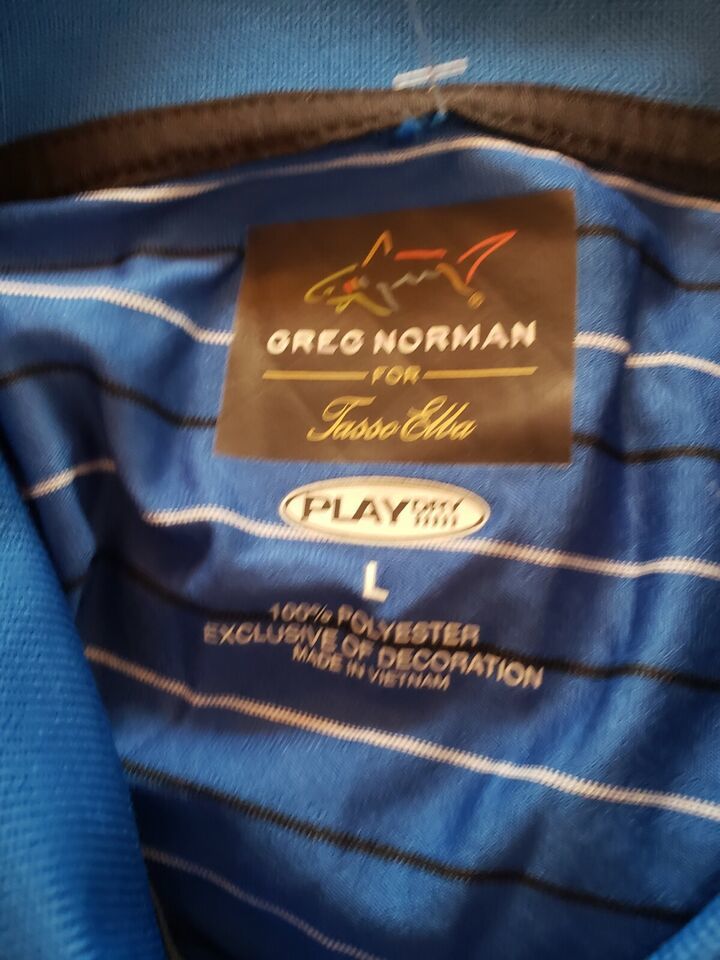 GREG NORMAN
FOR
Tasso Elba
PLAY DRY
L
100% POLYESTER
EXCLUSIVE OF DECORATION
MADE IN VIETNAM